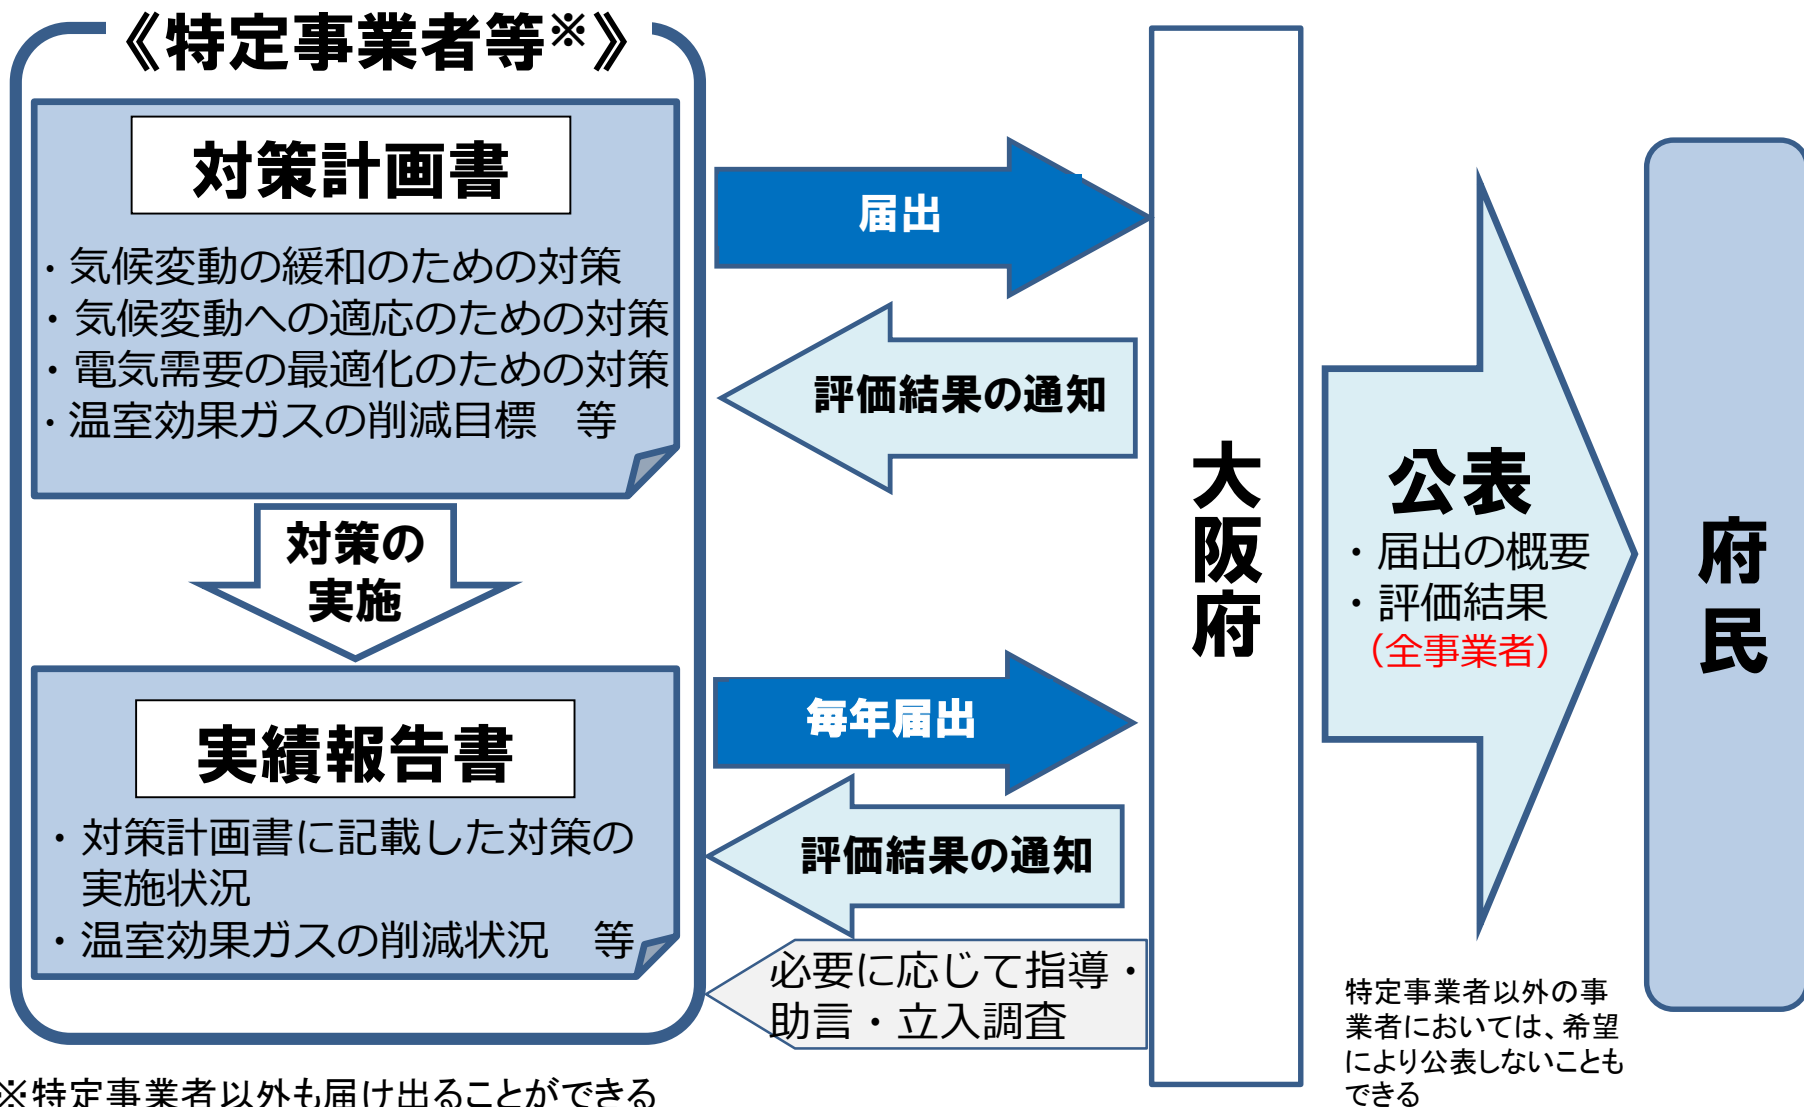 《特定事業者等※》
対策計画書
・気候変動の緩和のための対策
・気候変動への適応のための対策
・電気需要の最適化のための対策
・温室効果ガスの削減目標　等
対策の
実施
実績報告書
・対策計画書に記載した対策の
実施状況
・温室効果ガスの削減状況　等
※特定事業者以外も届け出ることができる
届出
評価結果の通知
毎年届出
評価結果の通知
必要に応じて指導・
助言・立入調査
大阪府
公表
・届出の概要
・評価結果
（全事業者）
特定事業者以外の事
業者においては、希望
により公表しないことも
できる
府民